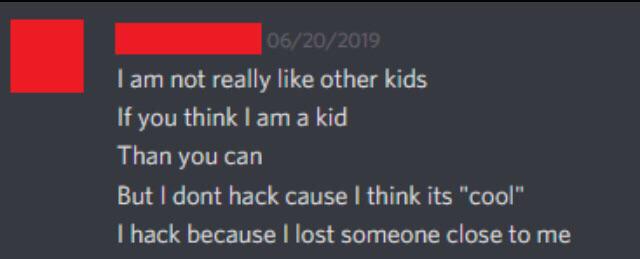 06/20/2019
I am not really like other kids
If you think I am a kid
Than you can
But I dont hack cause I think its "cool"
I hack because I lost someone close to me